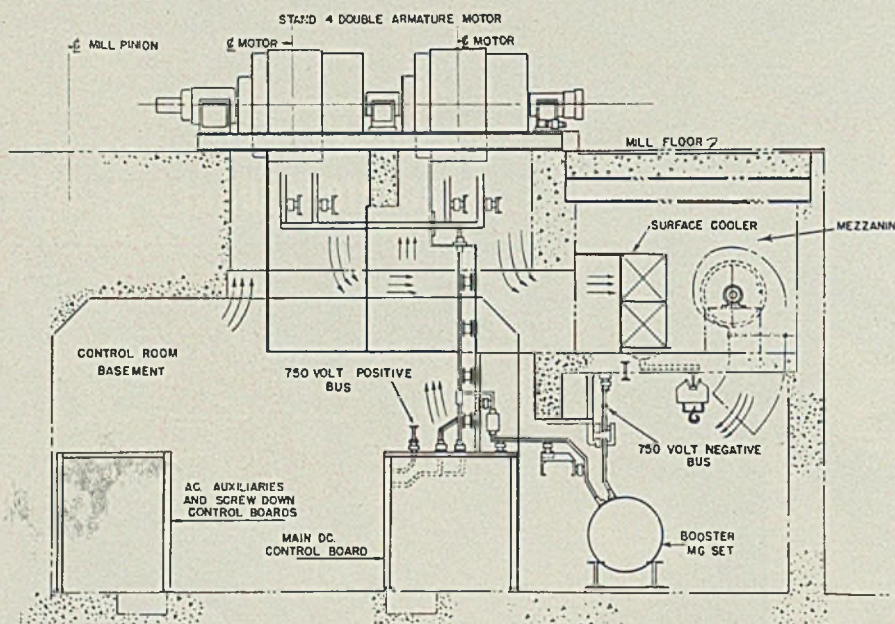 STAND 4 DOUBLE ARMATURE MOTOR
℄ MILL PINION
℄ MOTOR
℄ MOTOR
MILL FLOOR
SURFACE COOLER
MEZZANIN
CONTROL ROOM
BASEMENT
750 VOLT POSITIVE
BUS
750 VOLT NEGATIVE
BUS
A.C. AUXILIARIES
AND SCREW DOWN
CONTROL BOARDS
MAIN DC.
CONTROL BOARD
BOOSTER
MG SET